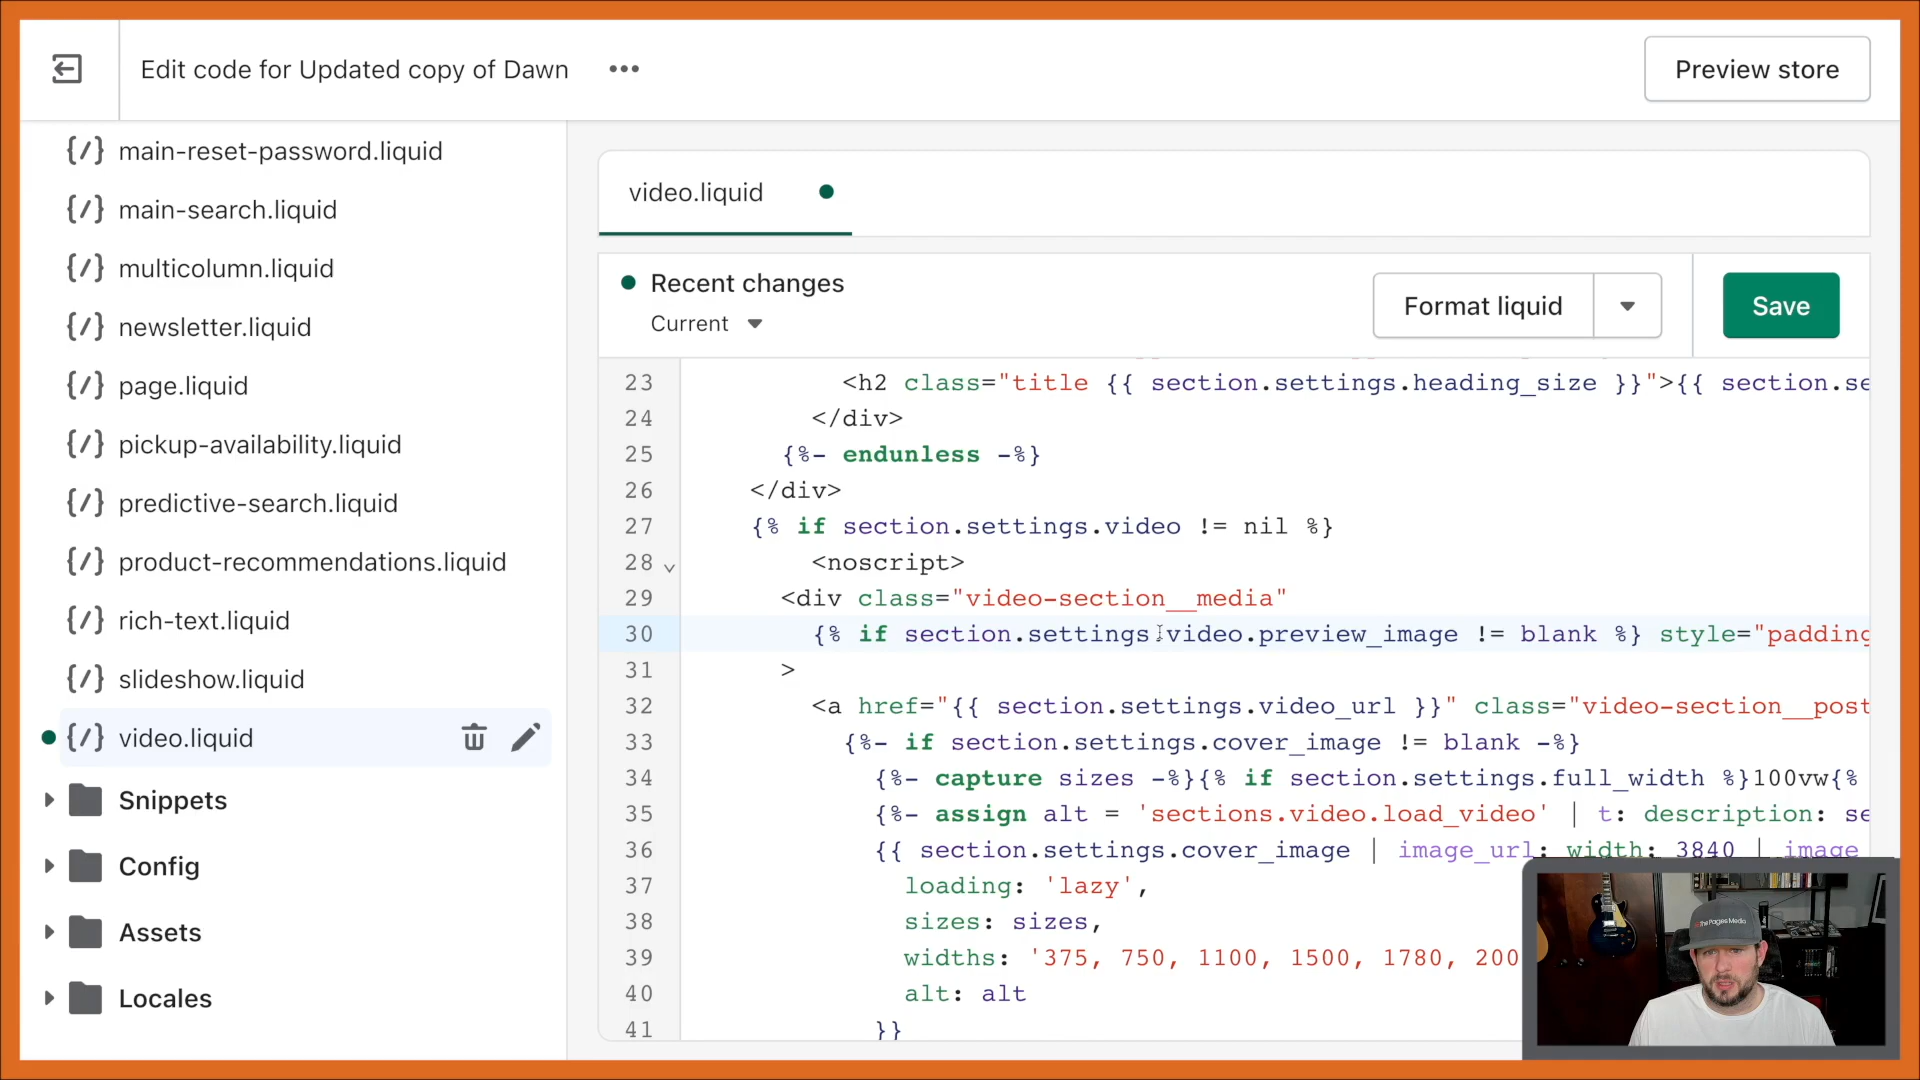 Edit code for Updated copy of Dawn
Preview store
main-reset-password.liquid
main-search.liquid
multicolumn.liquid
newsletter.liquid
page.liquid
pickup-availability.liquid
predictive-search.liquid
product-recommendations.liquid
rich-text.liquid
slideshow.liquid
video.liquid
Snippets
Config
Assets
Locales
video.liquid
Recent changes
Current
Format liquid
Save
23 <h2 class="title {{ section.settings.heading_size }}">{{ section.se
24 </div>
25 {%- endunless -%}
26 </div>
27 {% if section.settings.video != nil %}
28 <noscript>
29 <div class="video-section__media"
30 {% if section.settings.video.preview_image != blank %} style="padding
31 >
32 <a href="{{ section.settings.video_url }}" class="video-section__post
33 {%- if section.settings.cover_image != blank -%}
34 {%- capture sizes -%}{% if section.settings.full_width %}100vw{%
35 {%- assign alt = 'sections.video.load_video' | t: description: se
36 {{ section.settings.cover_image | image_url: width: 3840 | image
37 loading: 'lazy',
38 sizes: sizes,
39 widths: '375, 750, 1100, 1500, 1780, 200
40 alt: alt
41 }}
the Pages Media